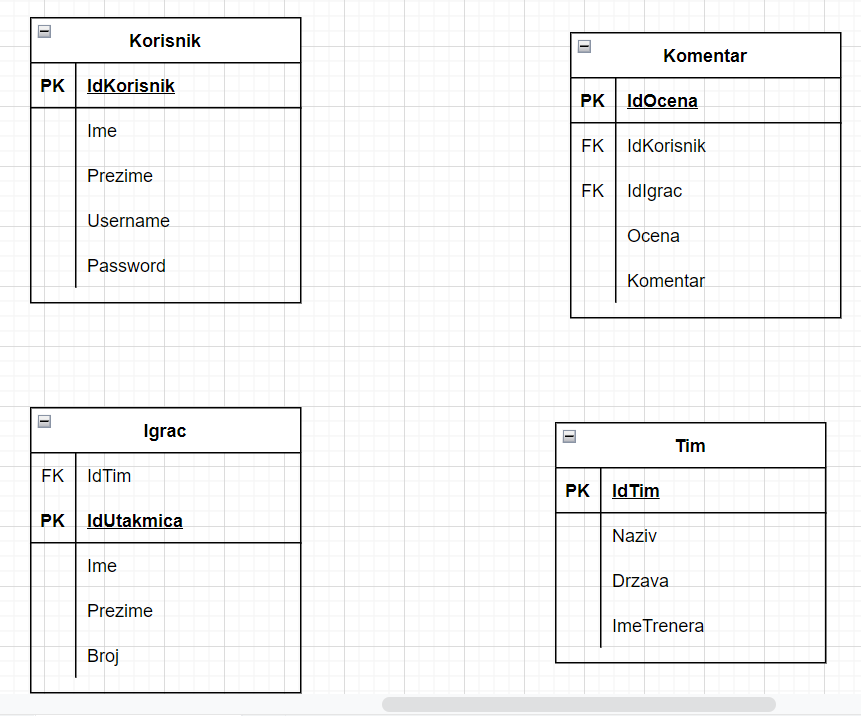 Korisnik
PK IdKorisnik
Ime
Prezime
Username
Password
Komentar
PK IdOcena
FK IdKorisnik
FK IdIgrac
Ocena
Komentar
Igrac
FK IdTim
PK IdUtakmica
Ime
Prezime
Broj
Tim
PK IdTim
Naziv
Drzava
ImeTrenera